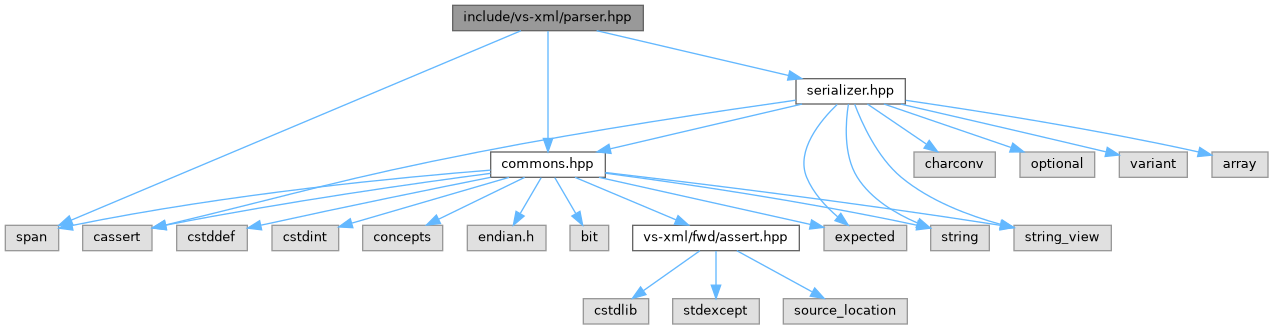 include/vs-xml/parser.hpp
serializer.hpp
commons.hpp
charconv
optional
variant
array
span
cassert
cstddef
cstdint
concepts
endian.h
bit
vs-xml/fwd/assert.hpp
expected
string
string_view
cstdlib
stdexcept
source_location